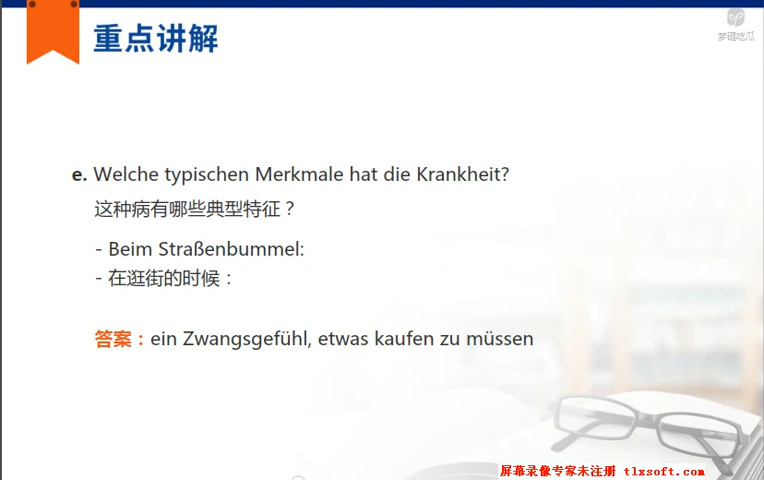 重点讲解
梦砸吃瓜
e. Welche typischen Merkmale hat die Krankheit?
这种病有哪些典型特征？
- Beim Straßenbummel:
- 在逛街的时候：
答案：ein Zwangsgefühl, etwas kaufen zu müssen
屏幕录像专家未注册 tlxsoft.com